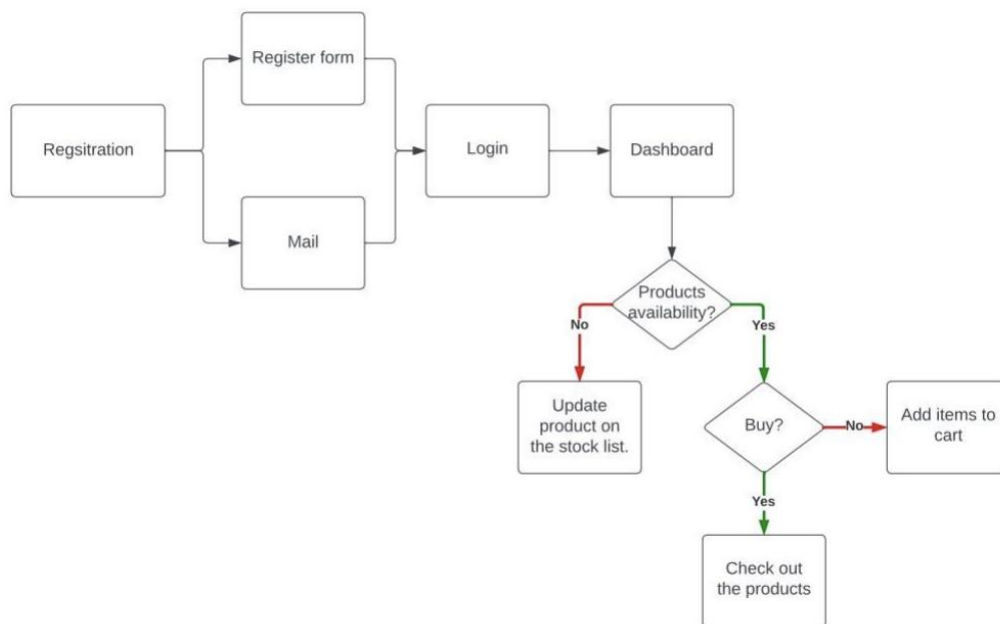 Register form
Regsitration
Login
Dashboard
Mail
Products
availability?
No
Yes
Update
product on
the stock list.
Buy?
No
Add items to
cart
Yes
Check out
the products